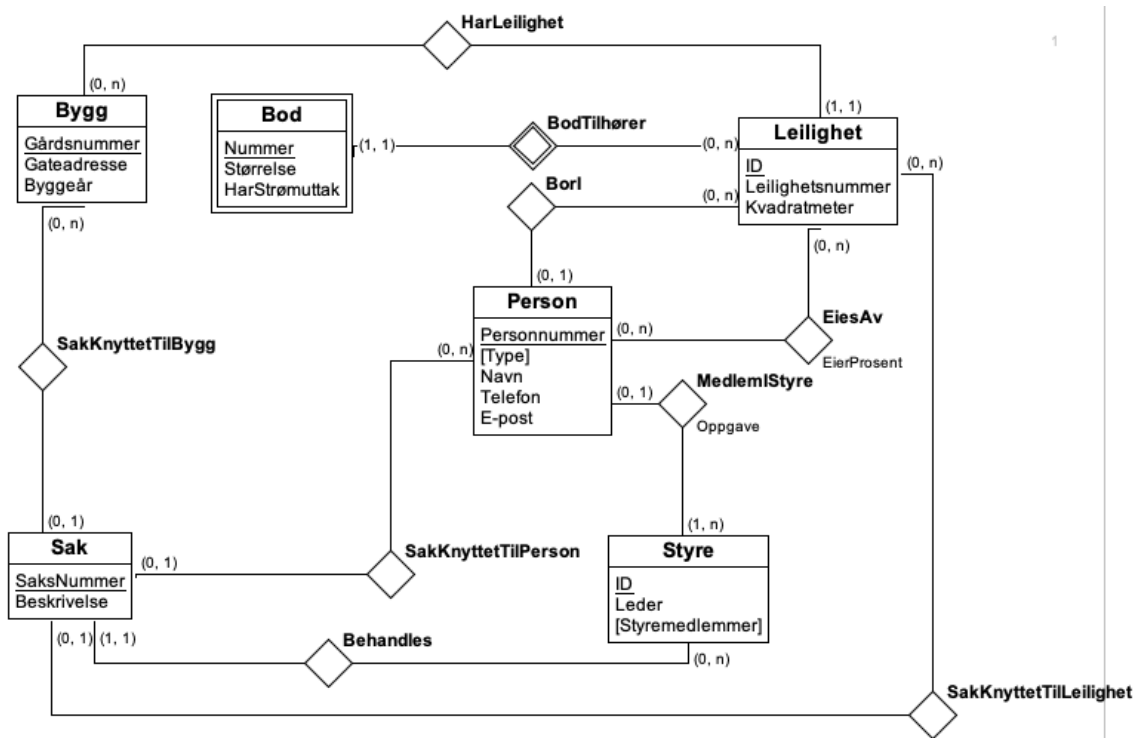 HarLeilighet
1
(0, n)
(1, 1)
Bygg
Gårdsnummer
Gateadresse
Byggeår
Bod
Nummer
Størrelse
HarStrømuttak
(1, 1)
BodTilhører
(0, n)
Leilighet
ID
Leilighetsnummer
Kvadratmeter
(0, n)
BorI
(0, n)
(0, n)
(0, n)
(0, 1)
Person
Personnummer
[Type]
Navn
Telefon
E-post
(0, n)
EiesAv
EierProsent
SakKnyttetTilBygg
(0, n)
(0, 1)
MedlemIStyre
Oppgave
(0, 1)
(1, n)
Sak
SaksNummer
Beskrivelse
(0, 1)
SakKnyttetTilPerson
Styre
ID
Leder
[Styremedlemmer]
(0, 1)
(1, 1)
Behandles
(0, n)
SakKnyttetTilLeilighet